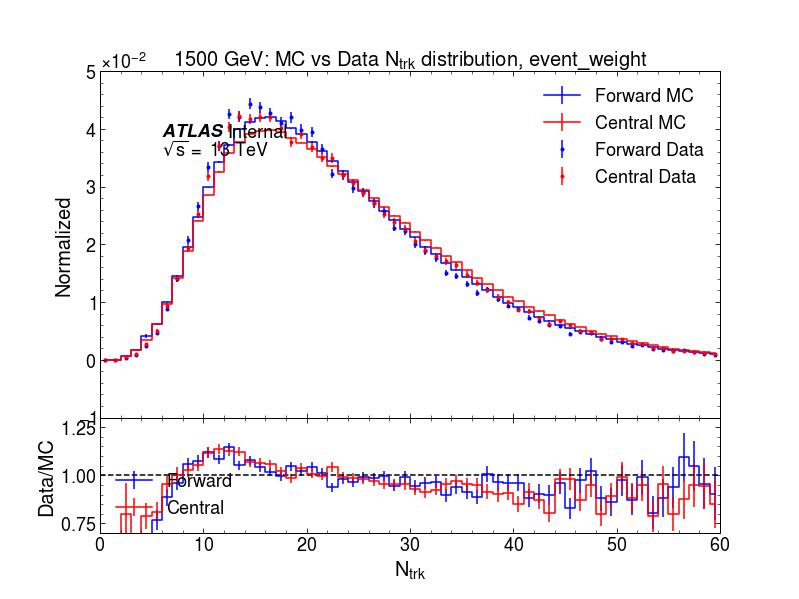 ×10⁻² 1500 GeV: MC vs Data N_trk distribution, event_weight
5
Forward MC
Central MC
Forward Data
Central Data
ATLAS Internal
√s = 13 TeV
4
3
2
1
0
−1
Normalized
1.25
1.00
0.75
Data/MC
Forward
Central
0 10 20 30 40 50 60
N_trk